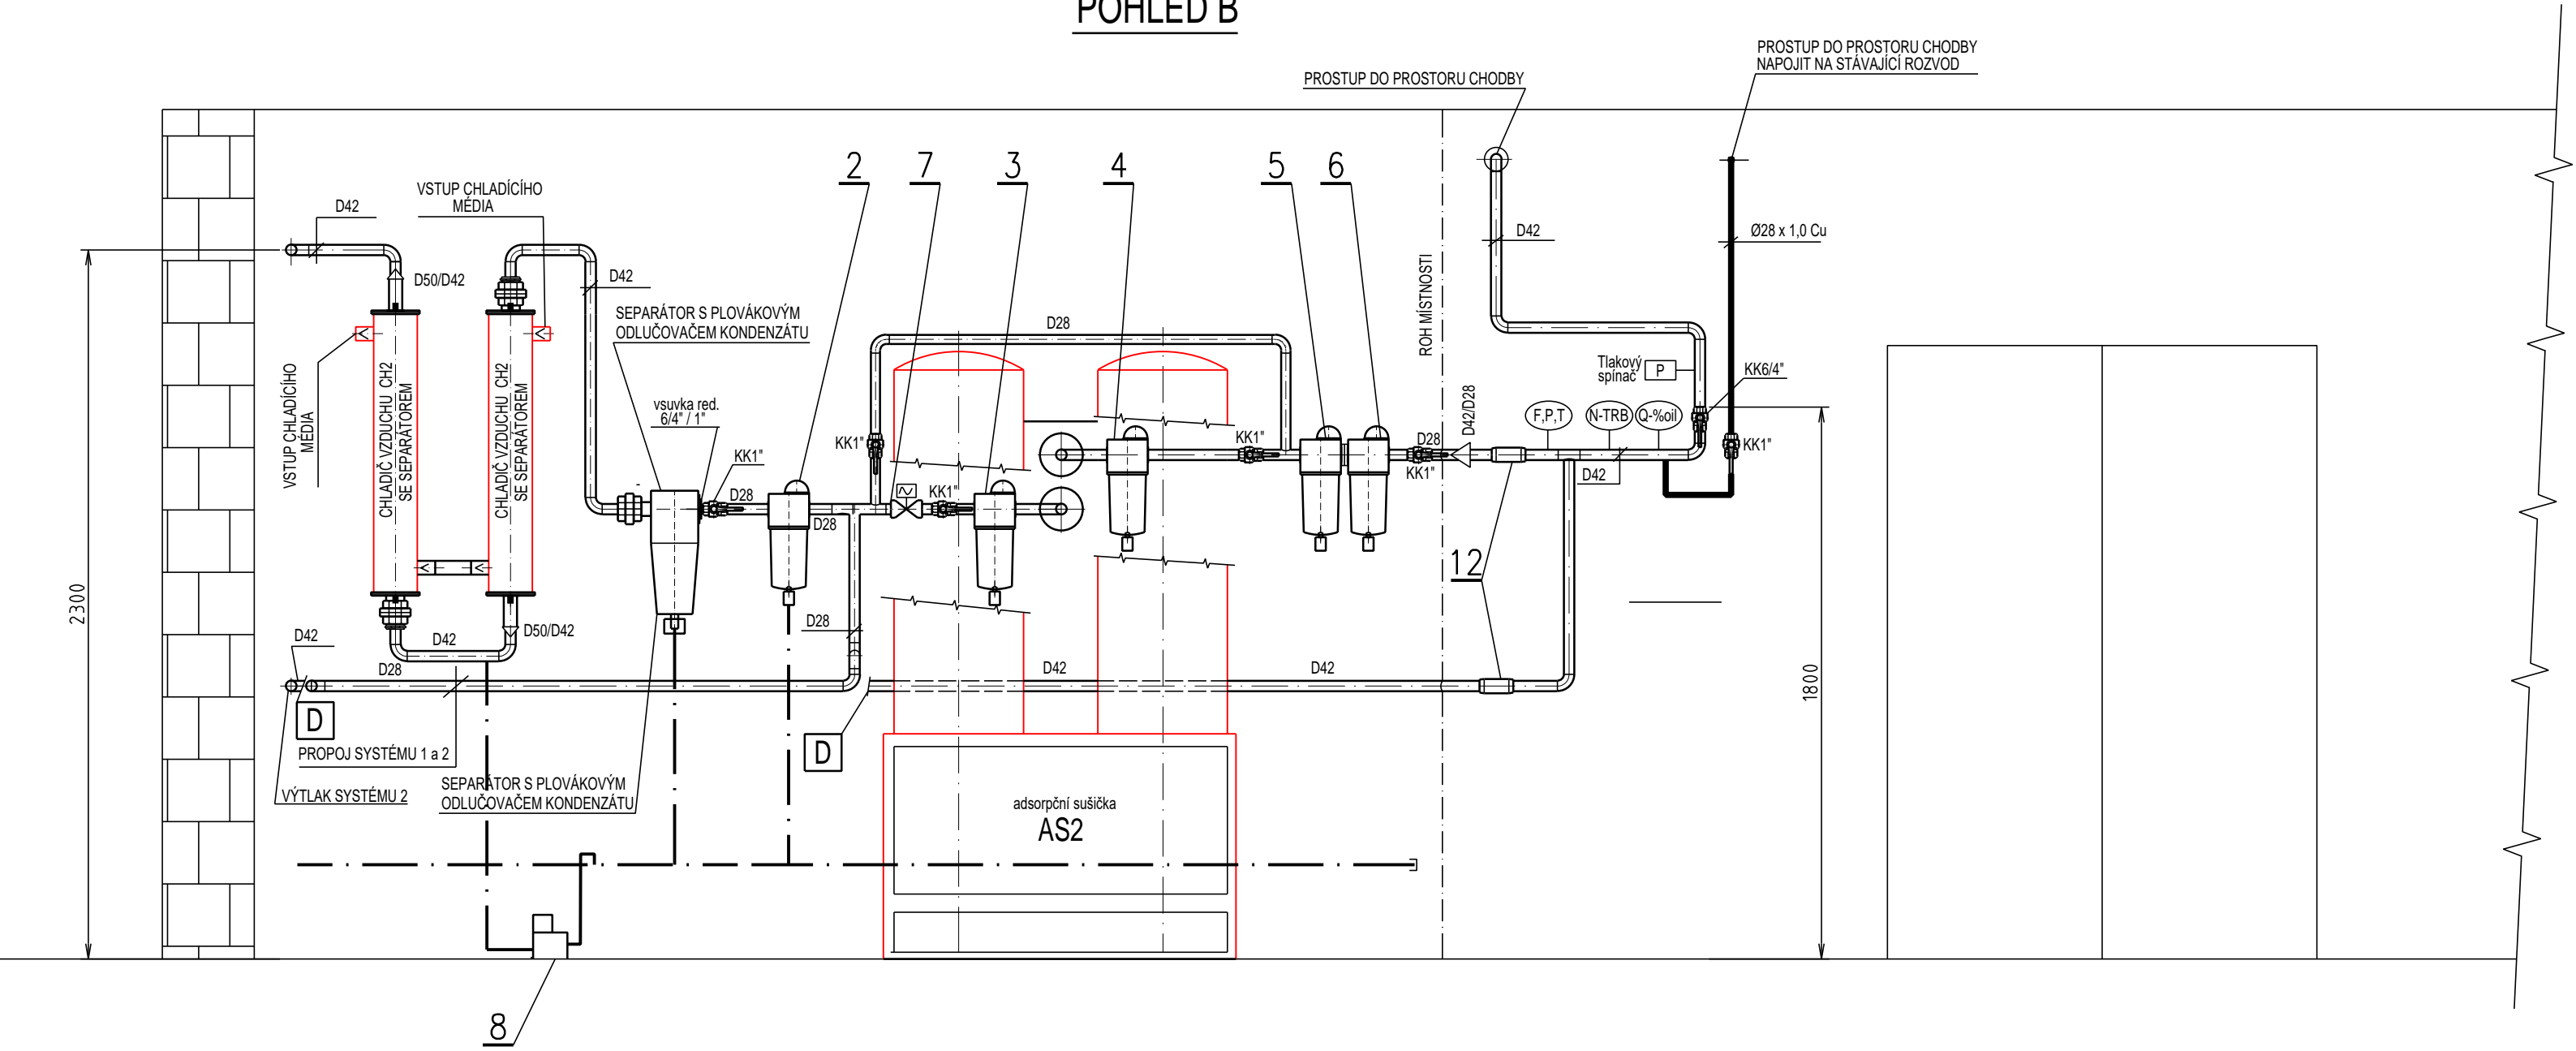 POHLED B
PROSTUP DO PROSTORU CHODBY
NAPOJIT NA STÁVAJÍCÍ ROZVOD
PROSTUP DO PROSTORU CHODBY
2
7
3
4
5
6
VSTUP CHLADÍCÍHO
MÉDIA
D42
D50/D42
D42
D42
Ø28 x 1,0 Cu
ROH MÍSTNOSTI
SEPARÁTOR S PLOVÁKOVÝM
ODLUČOVAČEM KONDENZÁTU
D28
Tlakový
spínač
P
KK6/4"
VSTUP CHLADÍCÍHO
MÉDIA
CHLADIČ VZDUCHU CH2
SE SEPARÁTOREM
CHLADIČ VZDUCHU CH2
SE SEPARÁTOREM
vsuvka red.
6/4" / 1"
KK1"
D28
KK1"
D28
KK1"
KK1"
D28
KK1"
D42/D28
F,P,T
N-TRB
Q-%oil
D42
KK1"
12
2300
1800
D42
D50/D42
D28
D42
D28
D42
D42
D
D
PROPOJ SYSTÉMU 1 a 2
VÝTLAK SYSTÉMU 2
SEPARÁTOR S PLOVÁKOVÝM
ODLUČOVAČEM KONDENZÁTU
adsorpční sušička
AS2
8